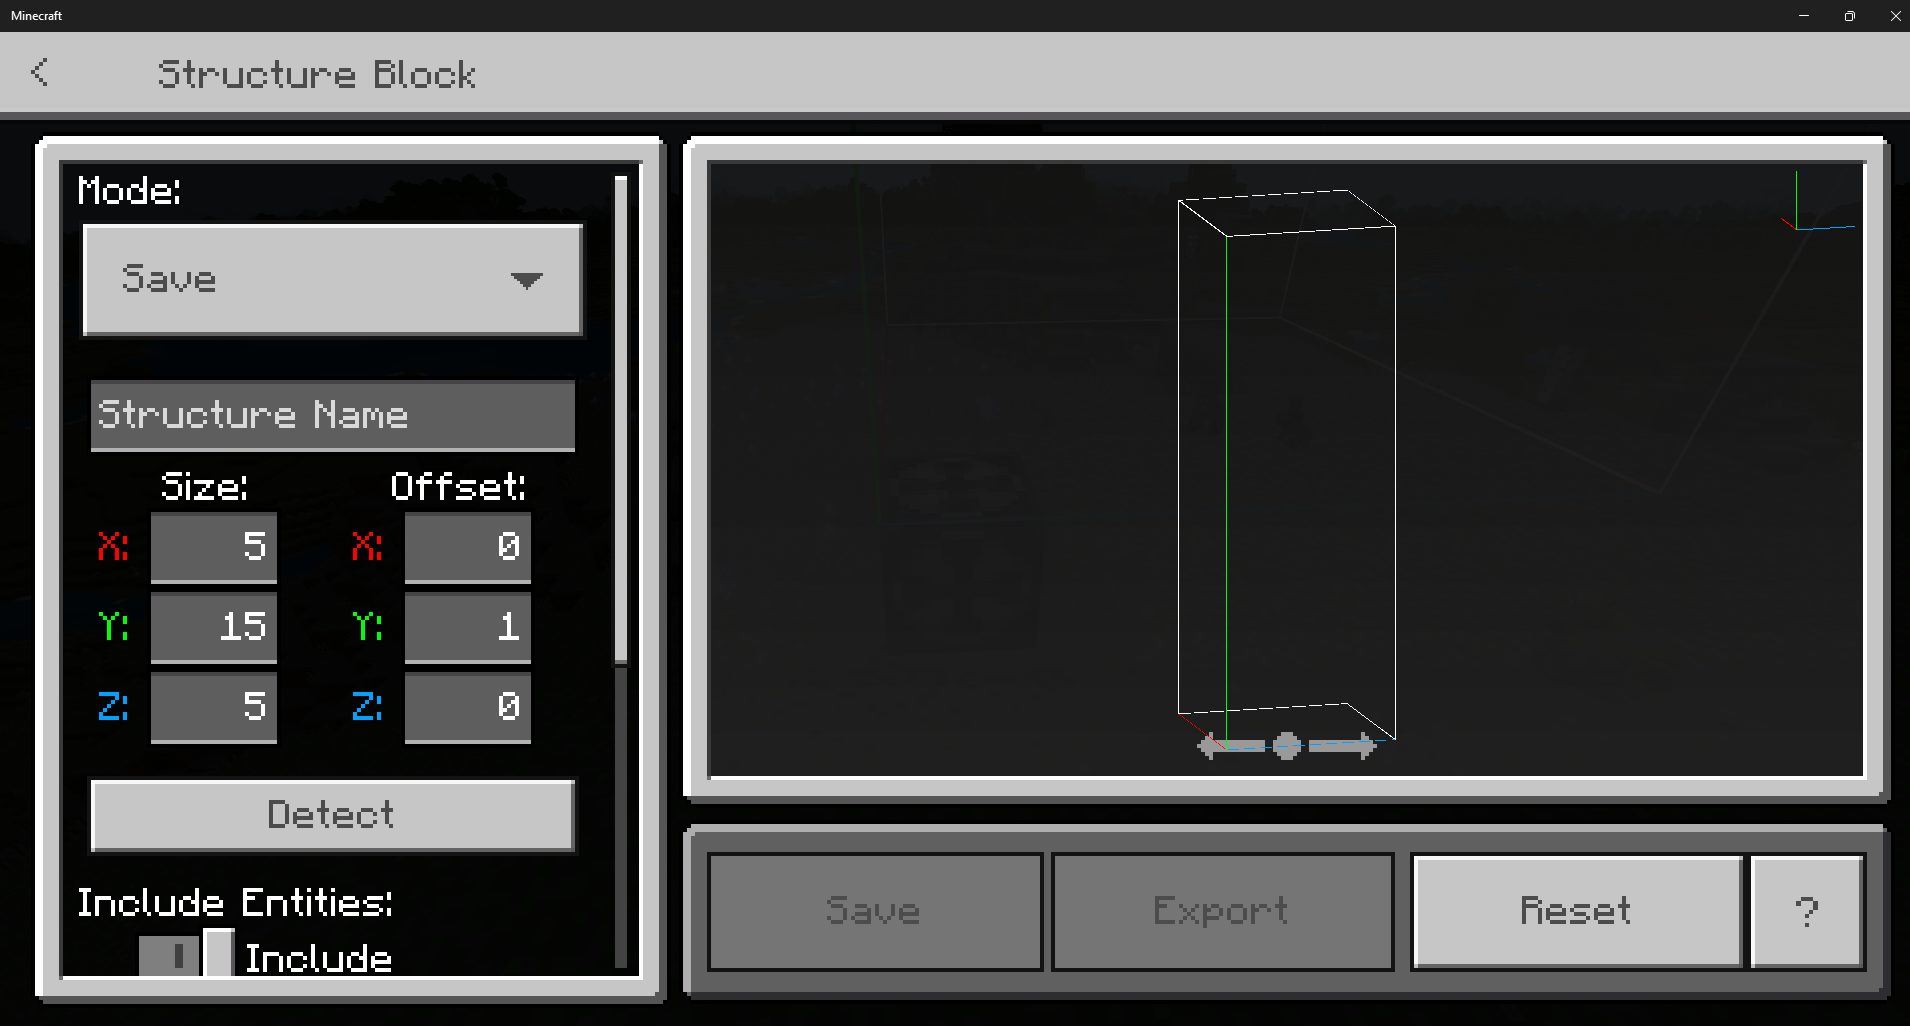 Minecraft
Structure Block
Mode:
Save
Structure Name
Size: Offset:
X: 5 X: 0
Y: 15 Y: 1
Z: 5 Z: 0
Detect
Include Entities:
Include
Save Export Reset ?